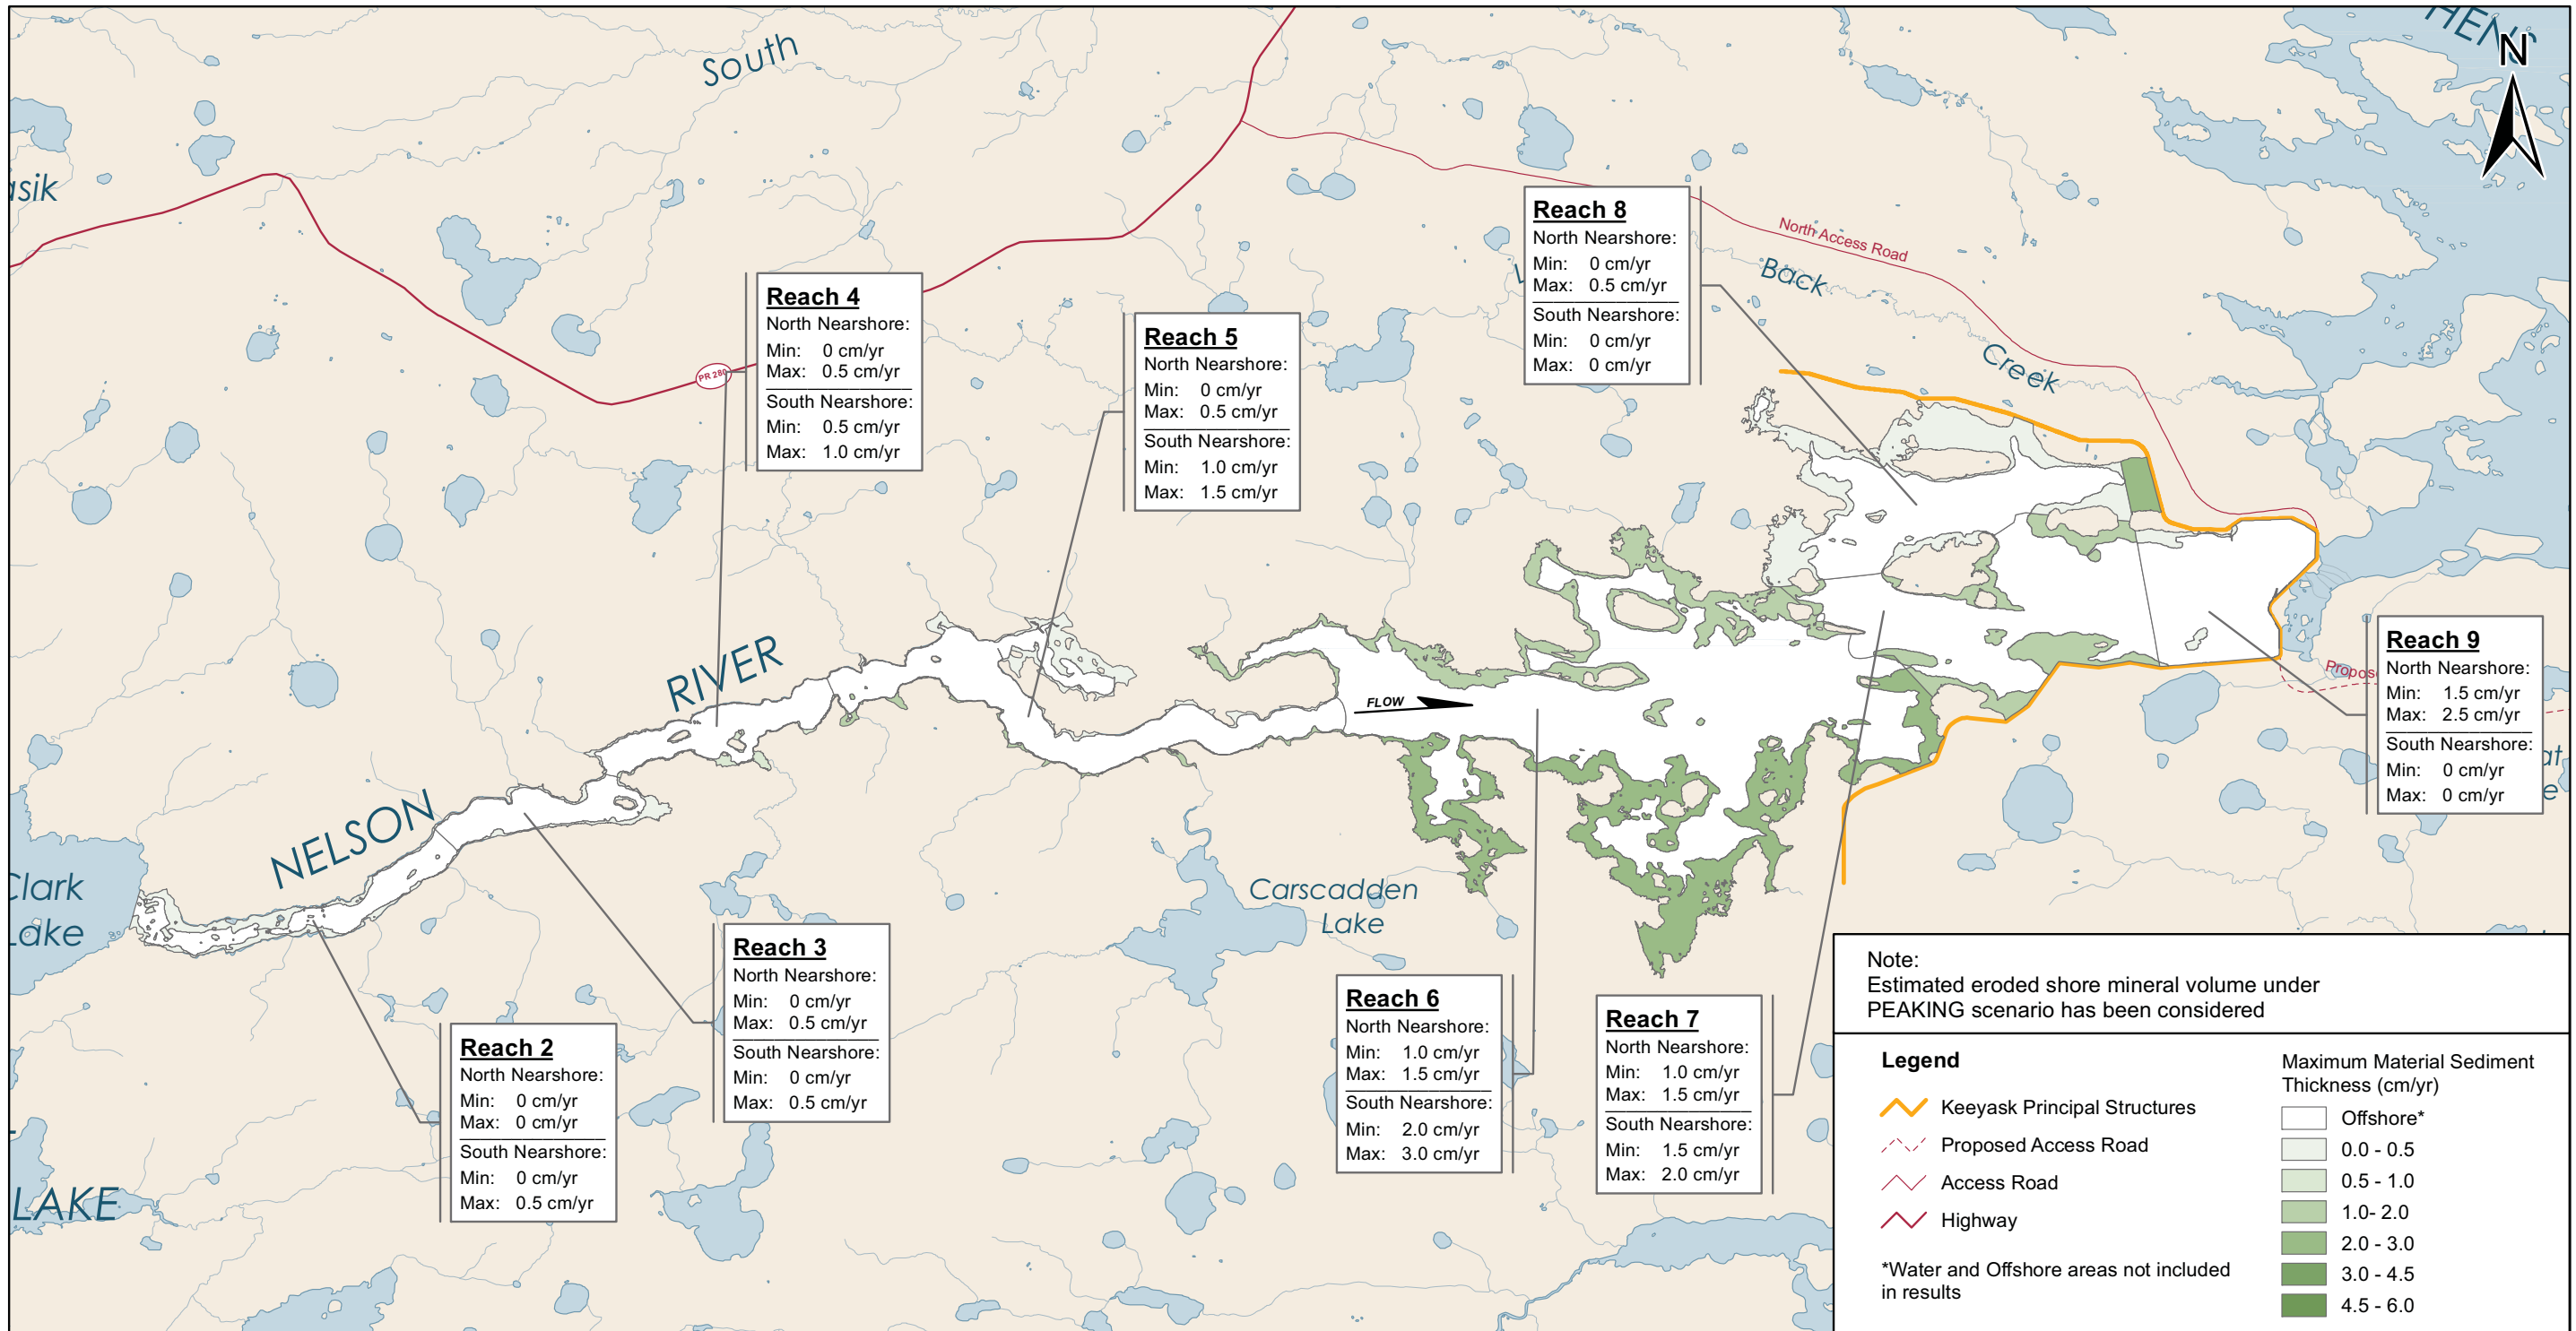 South
HENS
N
asik
North Access Road
Back
Creek
PR 280
Reach 8
North Nearshore:
Min: 0 cm/yr
Max: 0.5 cm/yr
South Nearshore:
Min: 0 cm/yr
Max: 0 cm/yr
Reach 4
North Nearshore:
Min: 0 cm/yr
Max: 0.5 cm/yr
South Nearshore:
Min: 0.5 cm/yr
Max: 1.0 cm/yr
Reach 5
North Nearshore:
Min: 0 cm/yr
Max: 0.5 cm/yr
South Nearshore:
Min: 1.0 cm/yr
Max: 1.5 cm/yr
NELSON RIVER
FLOW
Propos
Reach 9
North Nearshore:
Min: 1.5 cm/yr
Max: 2.5 cm/yr
South Nearshore:
Min: 0 cm/yr
Max: 0 cm/yr
at
e
Clark
Lake
Carscadden
Lake
LAKE
Reach 3
North Nearshore:
Min: 0 cm/yr
Max: 0.5 cm/yr
South Nearshore:
Min: 0 cm/yr
Max: 0.5 cm/yr
Reach 2
North Nearshore:
Min: 0 cm/yr
Max: 0 cm/yr
South Nearshore:
Min: 0 cm/yr
Max: 0.5 cm/yr
Reach 6
North Nearshore:
Min: 1.0 cm/yr
Max: 1.5 cm/yr
South Nearshore:
Min: 2.0 cm/yr
Max: 3.0 cm/yr
Reach 7
North Nearshore:
Min: 1.0 cm/yr
Max: 1.5 cm/yr
South Nearshore:
Min: 1.5 cm/yr
Max: 2.0 cm/yr
Note:
Estimated eroded shore mineral volume under
PEAKING scenario has been considered
Legend
Keeyask Principal Structures
Proposed Access Road
Access Road
Highway
*Water and Offshore areas not included
in results
Maximum Material Sediment
Thickness (cm/yr)
Offshore*
0.0 - 0.5
0.5 - 1.0
1.0- 2.0
2.0 - 3.0
3.0 - 4.5
4.5 - 6.0